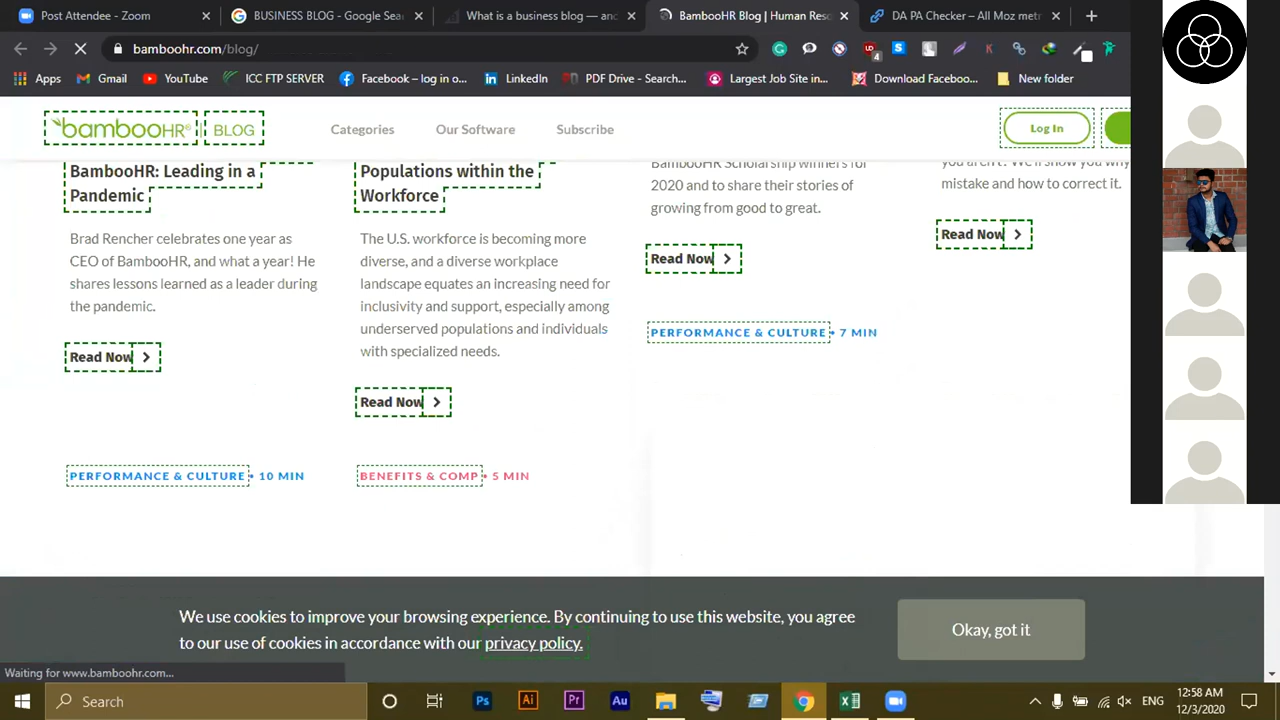 Post Attendee - Zoom
BUSINESS BLOG - Google Sea
What is a business blog — and
BambooHR Blog | Human Reso
DA PA Checker – All Moz metr
bamboohr.com/blog/
4
Apps
Gmail
YouTube
ICC FTP SERVER
Facebook – log in o...
LinkedIn
PDF Drive - Search...
Largest Job Site in...
Download Faceboo...
New folder
bambooHR®
BLOG
Categories
Our Software
Subscribe
Log In
BambooHR: Leading in a
Pandemic
Brad Rencher celebrates one year as
CEO of BambooHR, and what a year! He
shares lessons learned as a leader during
the pandemic.
Read Now
PERFORMANCE & CULTURE • 10 MIN
Populations within the
Workforce
The U.S. workforce is becoming more
diverse, and a diverse workplace
landscape equates an increasing need for
inclusivity and support, especially among
underserved populations and individuals
with specialized needs.
Read Now
BENEFITS & COMP • 5 MIN
BambooHR Scholarship winners for
2020 and to share their stories of
growing from good to great.
Read Now
PERFORMANCE & CULTURE • 7 MIN
you aren't? We'll show you why
mistake and how to correct it.
Read Now
We use cookies to improve your browsing experience. By continuing to use this website, you agree
to our use of cookies in accordance with our privacy policy.
Okay, got it
Waiting for www.bamboohr.com...
Search
Ps
Ai
Pr
Au
ENG
12:58 AM
12/3/2020